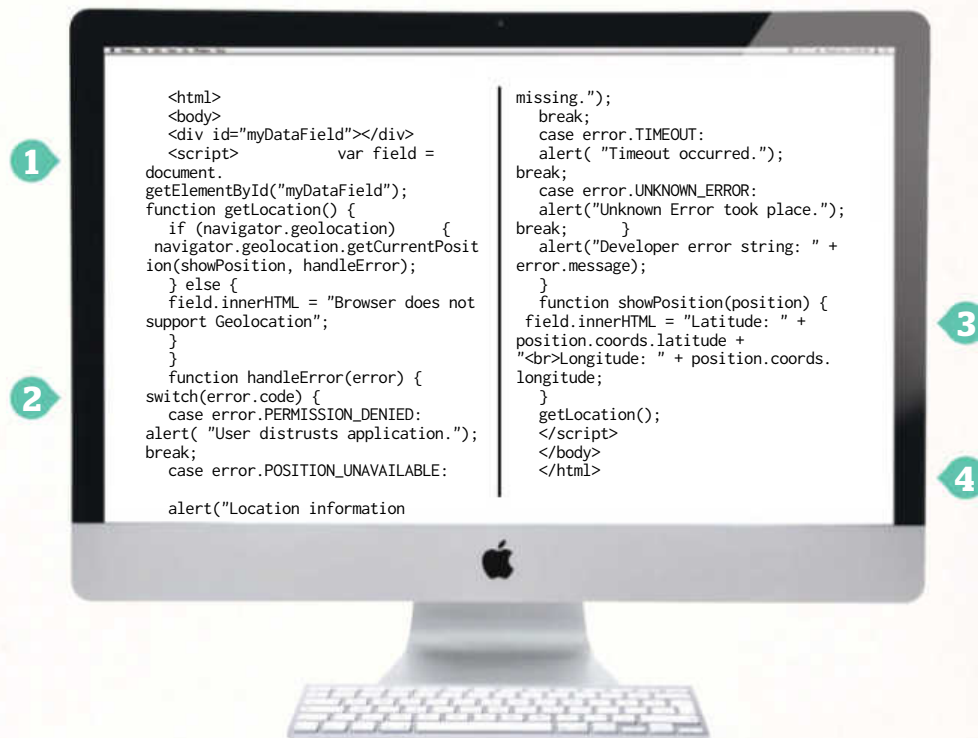 <html>
<body>
<div id="myDataField"></div>
<script> var field =
document.
getElementById("myDataField");
function getLocation() {
if (navigator.geolocation) {
navigator.geolocation.getCurrentPosit
ion(showPosition, handleError);
} else {
field.innerHTML = "Browser does not
support Geolocation";
}
}
function handleError(error) {
switch(error.code) {
case error.PERMISSION_DENIED:
alert( "User distrusts application.");
break;
case error.POSITION_UNAVAILABLE:
alert("Location information
missing.");
break;
case error.TIMEOUT:
alert( "Timeout occurred.");
break;
case error.UNKNOWN_ERROR:
alert("Unknown Error took place.");
break; }
alert("Developer error string: " +
error.message);
}
function showPosition(position) {
field.innerHTML = "Latitude: " +
position.coords.latitude +
"<br>Longitude: " + position.coords.
longitude;
}
getLocation();
</script>
</body>
</html>
1
2
3
4